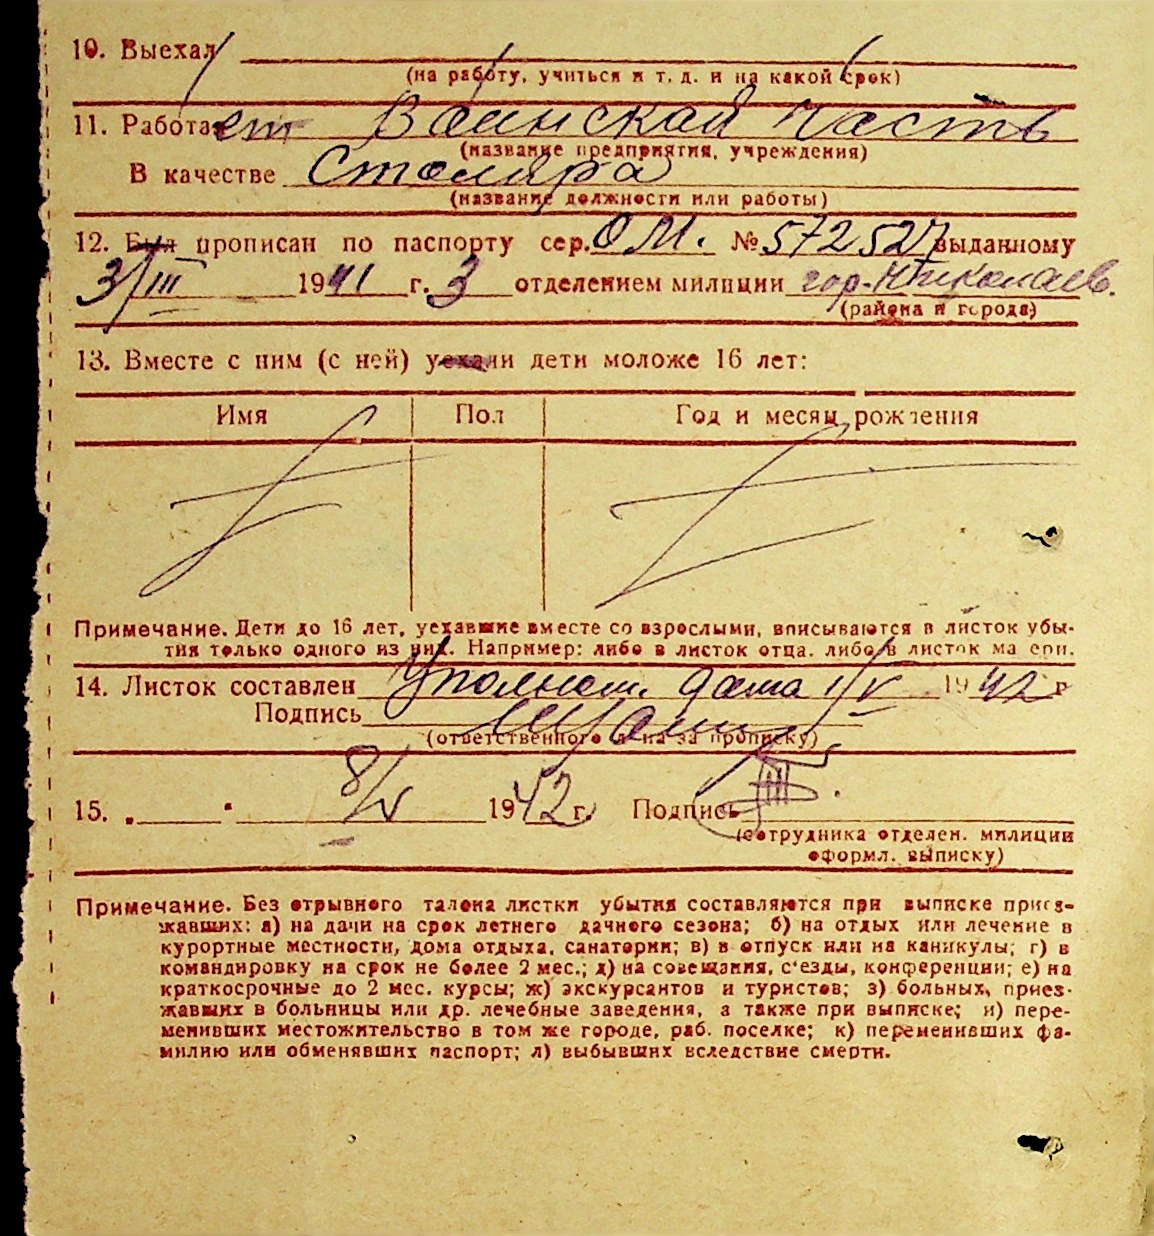 10. Выехал
(на работу, учиться и т. д. и на какой срок)
11. Работает Воинской часть
(название предприятия, учреждения)
В качестве Столяра
(название должности или работы)
12. Был прописан по паспорту сер. ОМ. № 572527 выданному
3/III 1941 г. 3 отделением милиции гор. Николаев.
(района и города)
13. Вместе с ним (с ней) уехали дети моложе 16 лет:
Имя Пол Год и месяц рождения
Примечание. Дети до 16 лет, уехавшие вместе со взрослыми, вписываются в листок убы-
тия только одного из них. Например: либо в листок отца, либо в листок ма ери.
14. Листок составлен Уполном. дома 1/V 1942 г
Подпись
(ответственного л на за прописку)
15. „ " 8/V 1942 г. Подпись
(сотрудника отделен. милиции
оформл. выписку)
Примечание. Без отрывного талона листки убытия составляются при выписке приез-
жавших: а) на дачи на срок летнего дачного сезона; б) на отдых или лечение в
курортные местности, дома отдыха, санатории; в) в отпуск или на каникулы; г) в
командировку на срок не более 2 мес.; д) на совещания, с'езды, конференции; е) на
краткосрочные до 2 мес. курсы; ж) экскурсантов и туристов; з) больных, приез-
жавших в больницы или др. лечебные заведения, а также при выписке; и) пере-
менивших местожительство в том же городе, раб. поселке; к) переменивших фа-
милию или обменявших паспорт; л) выбывших вследствие смерти.